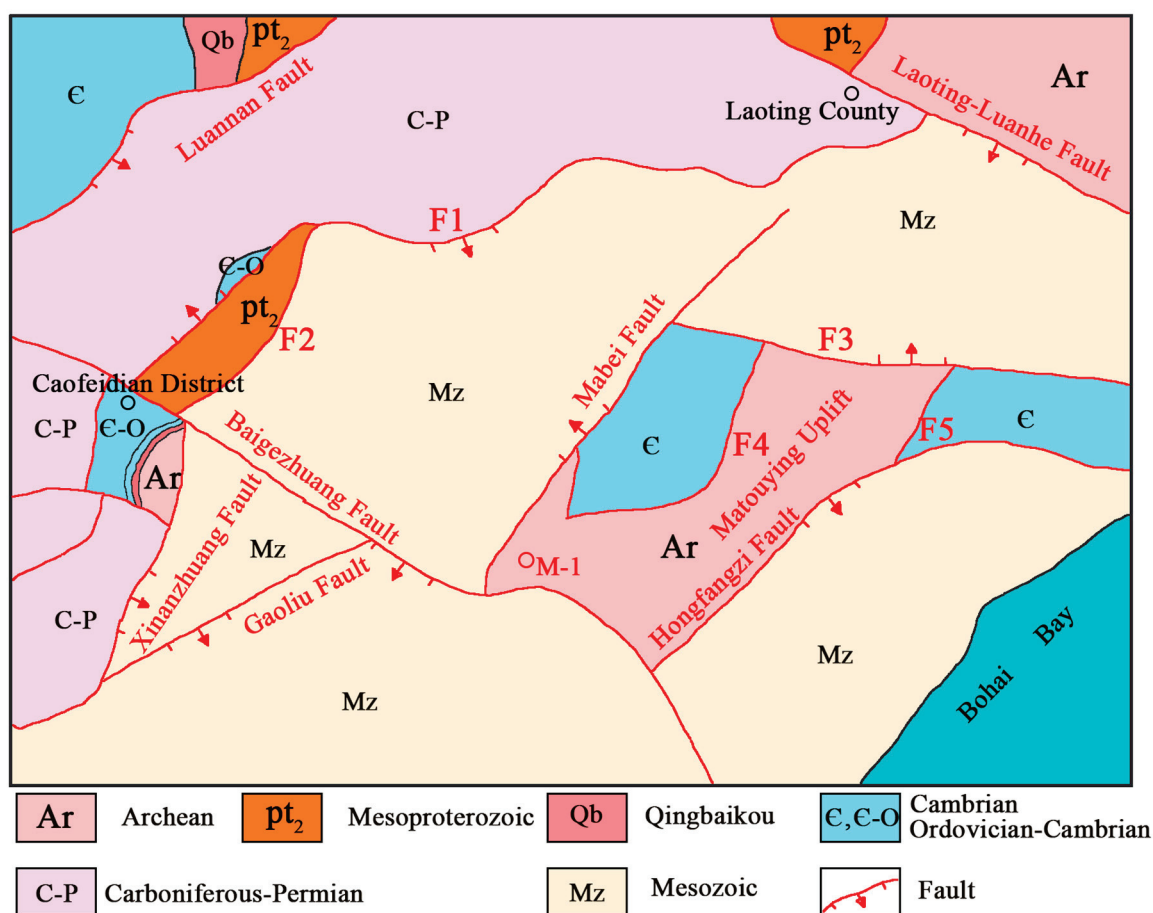 Qb
pt2
pt2
Є
Ar
Luannan Fault
C-P
Laoting County
Laoting-Luanhe Fault
F1
Mz
Є-O
pt2
F2
Mabei Fault
F3
Caofeidian District
Mz
C-P
Є-O
Baigezhuang Fault
Є
F4
Matouying Uplift
F5
Є
Ar
Xinanzhuang Fault
Mz
Ar
M-1
Hongfangzi Fault
Gaoliu Fault
C-P
Mz
Mz
Bohai Bay
Ar Archean
pt2 Mesoproterozoic
Qb Qingbaikou
Є,Є-O Cambrian
Ordovician-Cambrian
C-P Carboniferous-Permian
Mz Mesozoic
Fault